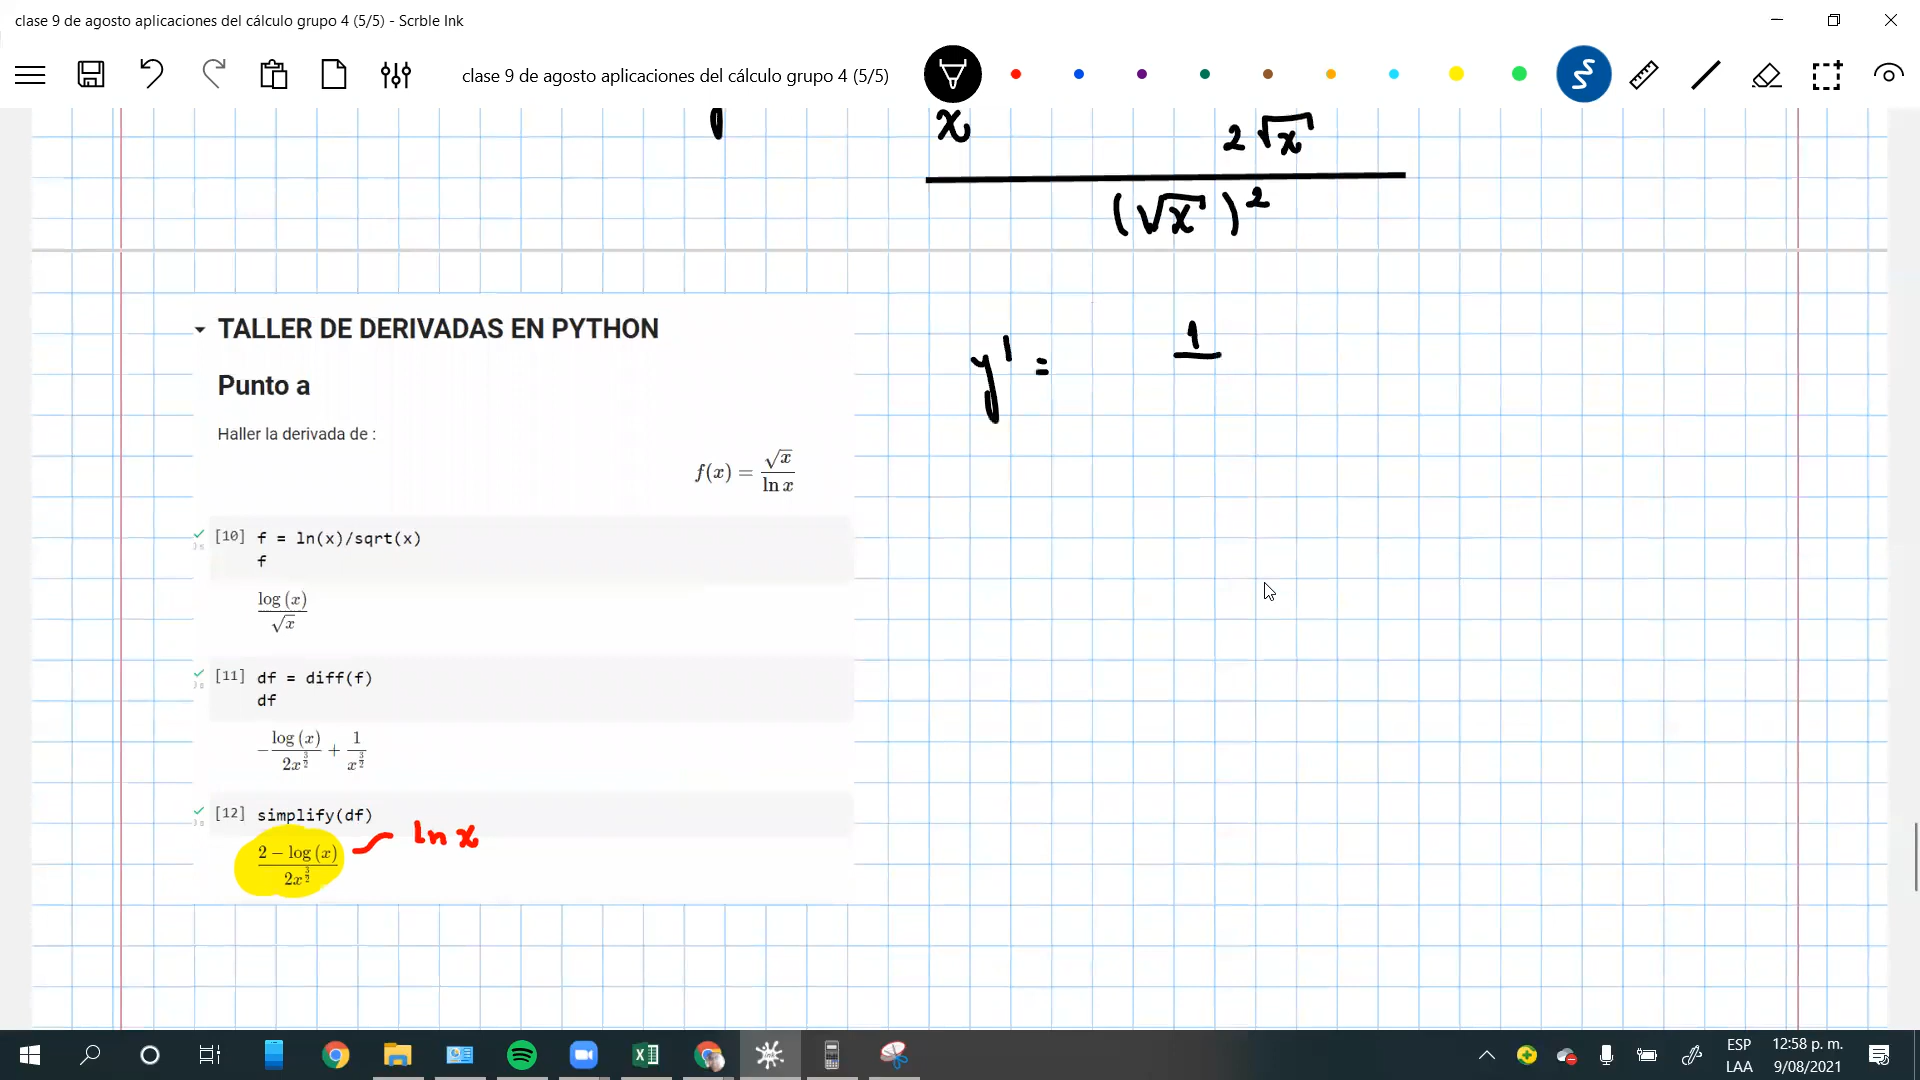 clase 9 de agosto aplicaciones del cálculo grupo 4 (5/5) - Scrble Ink
clase 9 de agosto aplicaciones del cálculo grupo 4 (5/5)
x 2 √x
(√x)²
TALLER DE DERIVADAS EN PYTHON
Punto a
Haller la derivada de :
f(x) = √x / ln x
[10] f = ln(x)/sqrt(x)
f
log (x) / √x
[11] df = diff(f)
df
− log (x) / 2x^(3/2) + 1 / x^(3/2)
[12] simplify(df)
2 − log (x) / 2x^(3/2)
ln x
y' = 1
ESP
LAA
12:58 p. m.
9/08/2021